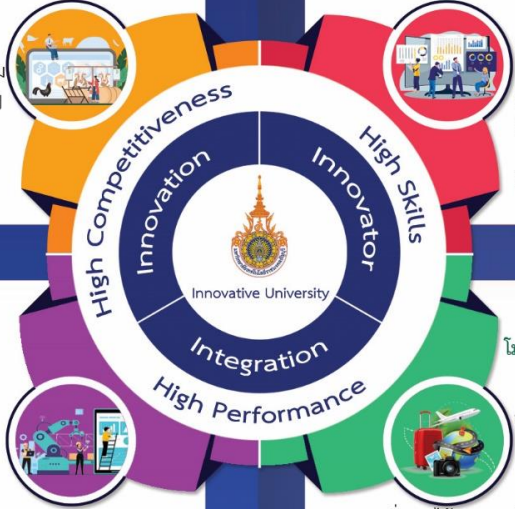 High Competitiveness
High Skills
Innovation
Innovator
Innovative University
Integration
High Performance